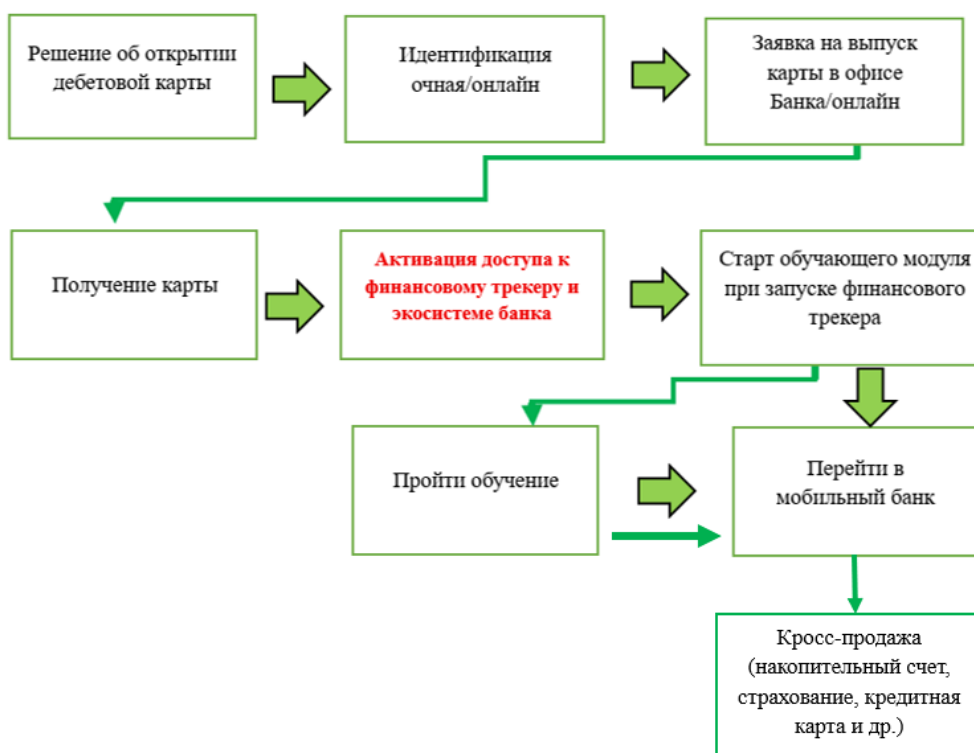 Решение об открытии
дебетовой карты
Идентификация
очная/онлайн
Заявка на выпуск
карты в офисе
Банка/онлайн
Получение карты
Активация доступа к
финансовому трекеру и
экосистеме банка
Старт обучающего модуля
при запуске финансового
трекера
Пройти обучение
Перейти в
мобильный банк
Кросс-продажа
(накопительный счет,
страхование, кредитная
карта и др.)